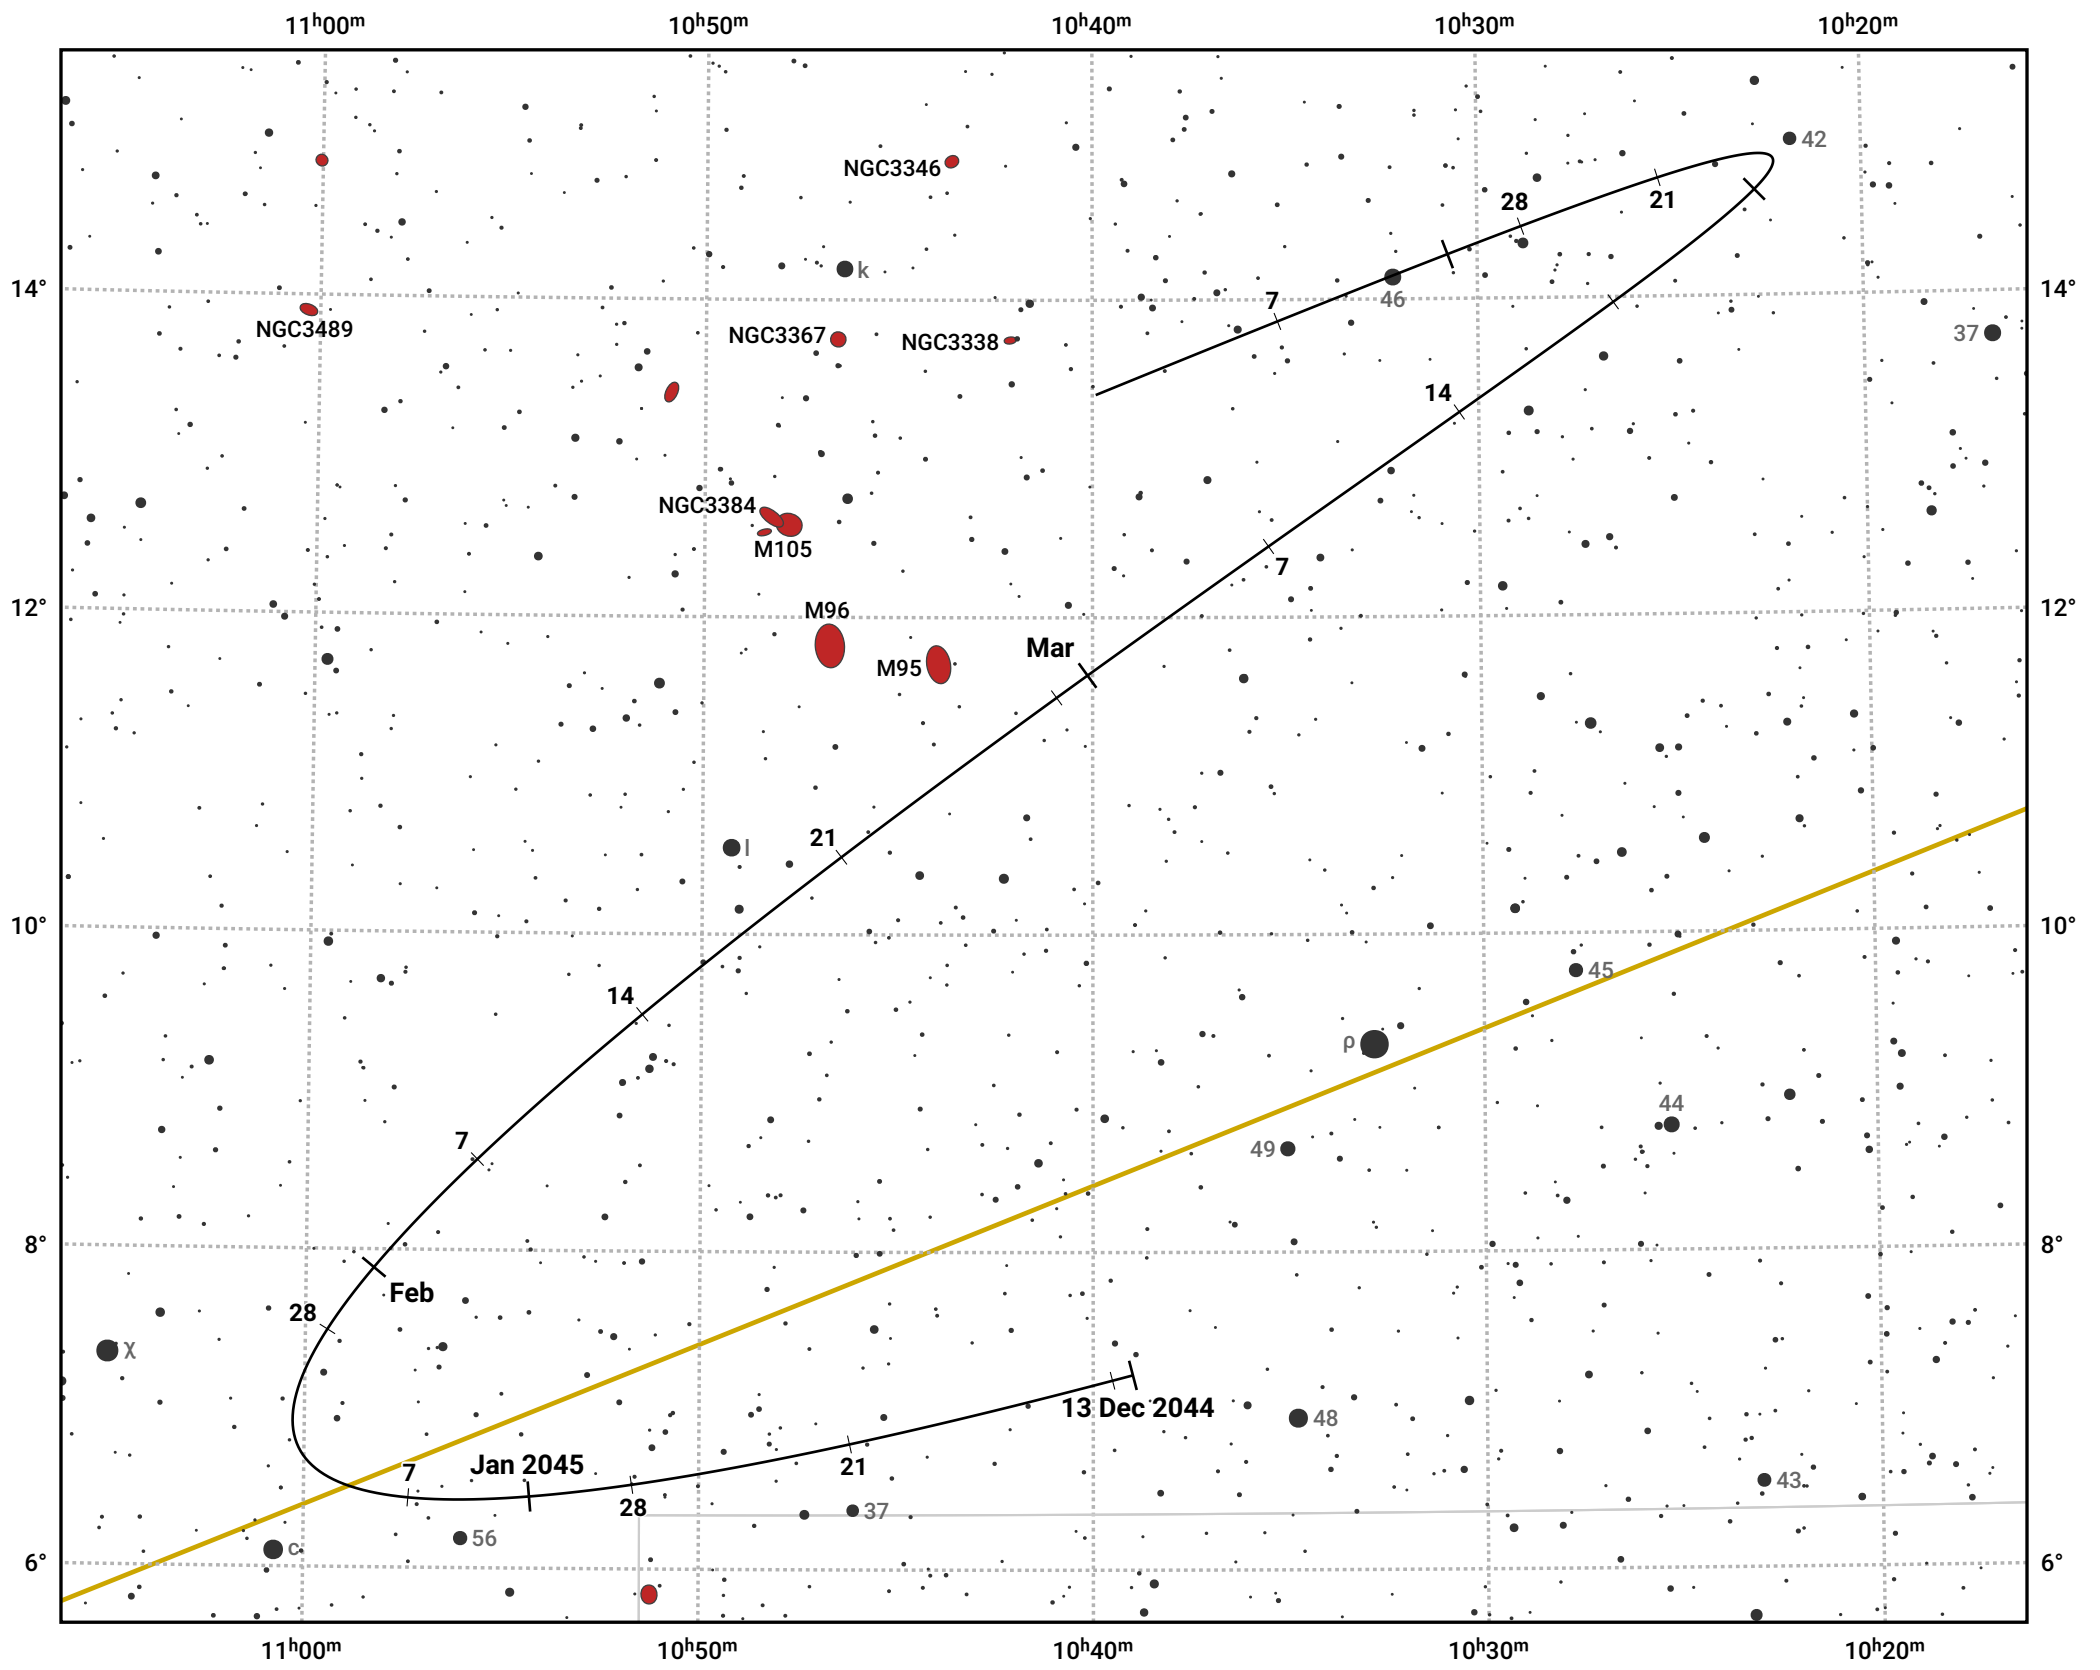 11ʰ00ᵐ 10ʰ50ᵐ 10ʰ40ᵐ 10ʰ30ᵐ 10ʰ20ᵐ
42
NGC3346
28
21
k
14° 14°
7
46
NGC3489
NGC3367
NGC3338
37
14
NGC3384
M105
7
12° 12°
M96
Mar
M95
21
l
10° 10°
45
14
ρ
44
7
49
8° 8°
Feb
28
χ
13 Dec 2044
48
Jan 2045
21
7
43
28
37
56
c
6° 6°
11ʰ00ᵐ 10ʰ50ᵐ 10ʰ40ᵐ 10ʰ30ᵐ 10ʰ20ᵐ